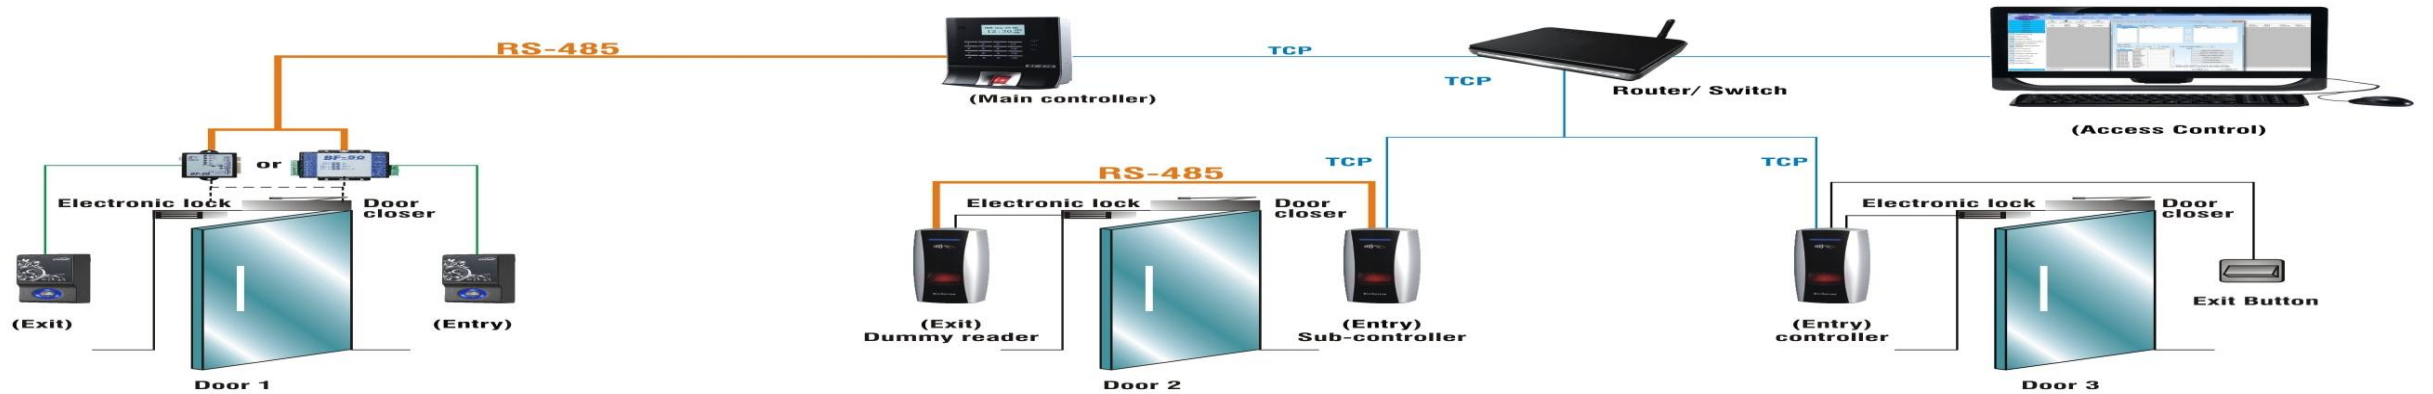 RS-485
TCP
TCP
Router/ Switch
(Main controller)
(Access Control)
or
BF-50
TCP
TCP
RS-485
Electronic lock
Door
closer
Electronic lock
Door
closer
Electronic lock
Door
closer
(Exit)
(Entry)
(Exit)
Dummy reader
(Entry)
Sub-controller
(Entry)
controller
Exit Button
Door 1
Door 2
Door 3